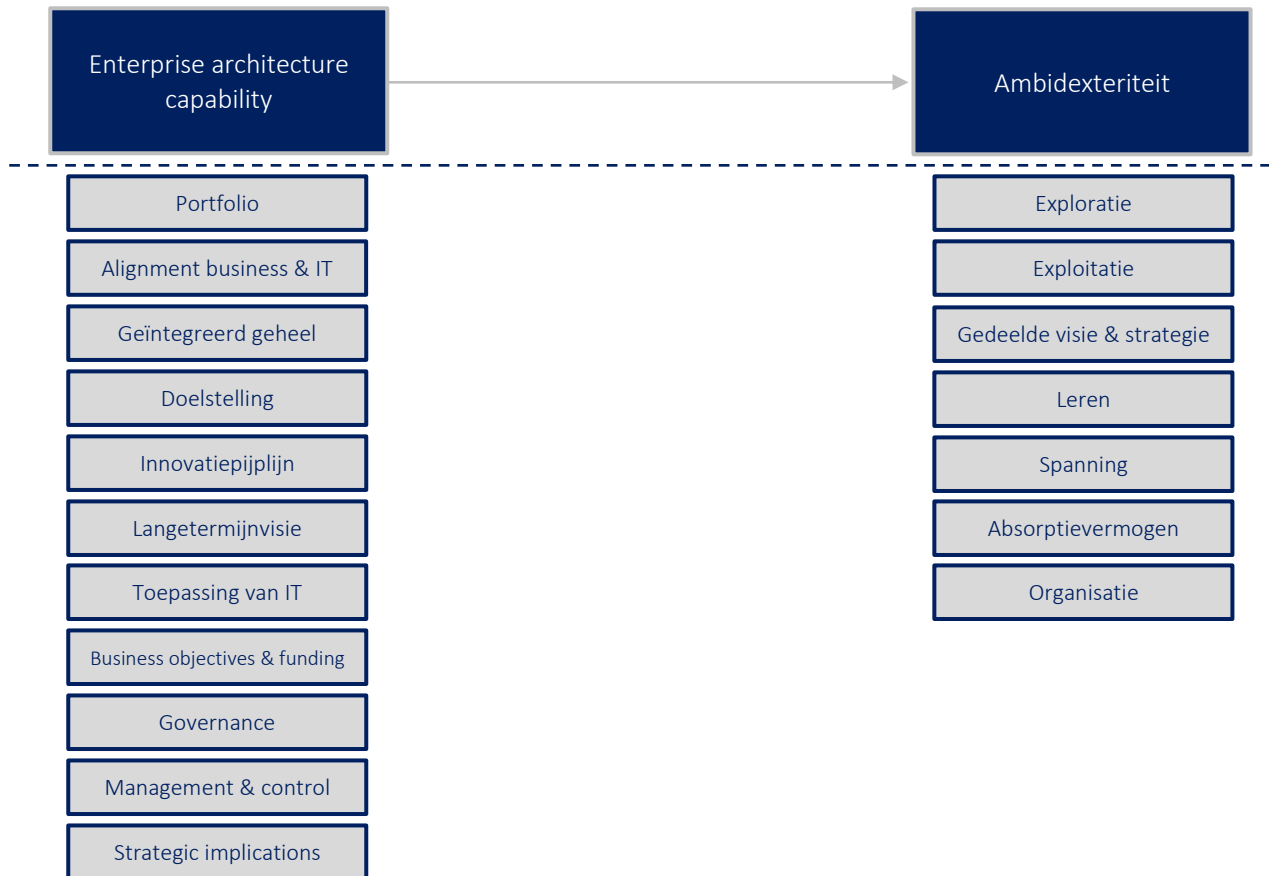 Enterprise architecture
capability
Ambidexteriteit
Portfolio
Alignment business & IT
Geïntegreerd geheel
Doelstelling
Innovatiepijplijn
Langetermijnvisie
Toepassing van IT
Business objectives & funding
Governance
Management & control
Strategic implications
Exploratie
Exploitatie
Gedeelde visie & strategie
Leren
Spanning
Absorptievermogen
Organisatie